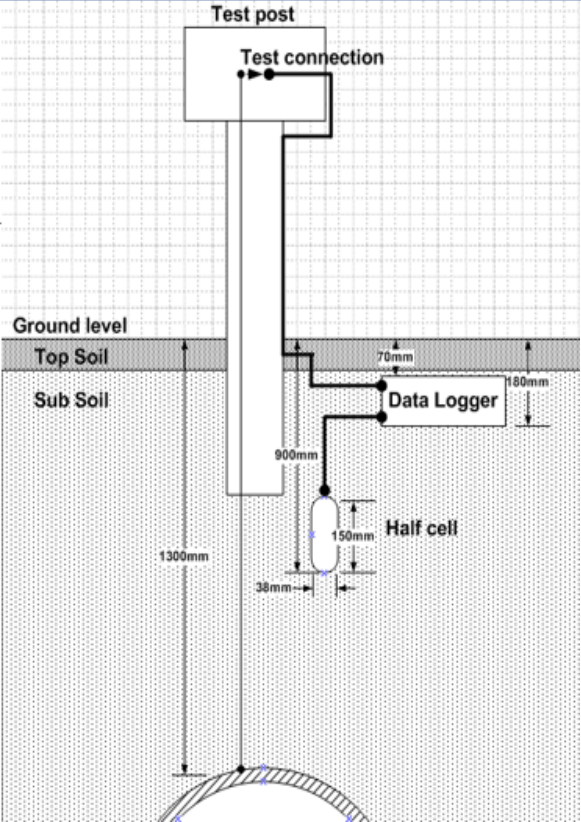 Test post
Test connection
Ground level
Top Soil
70mm
180mm
Sub Soil
Data Logger
900mm
Half cell
150mm
1300mm
38mm